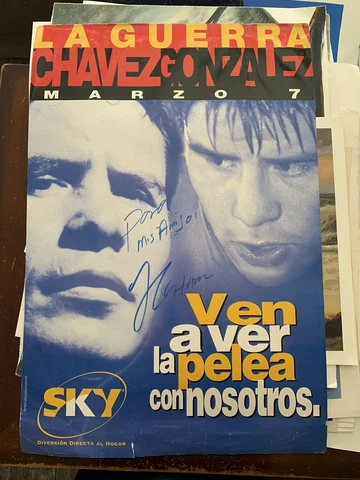 LA GUERRA
CHAVEZ GONZALEZ
MARZO 7
Para
mis Amigos
Ven
a ver
la pelea
con nosotros.
SKY
DIVERSIÓN DIRECTA AL HOGAR